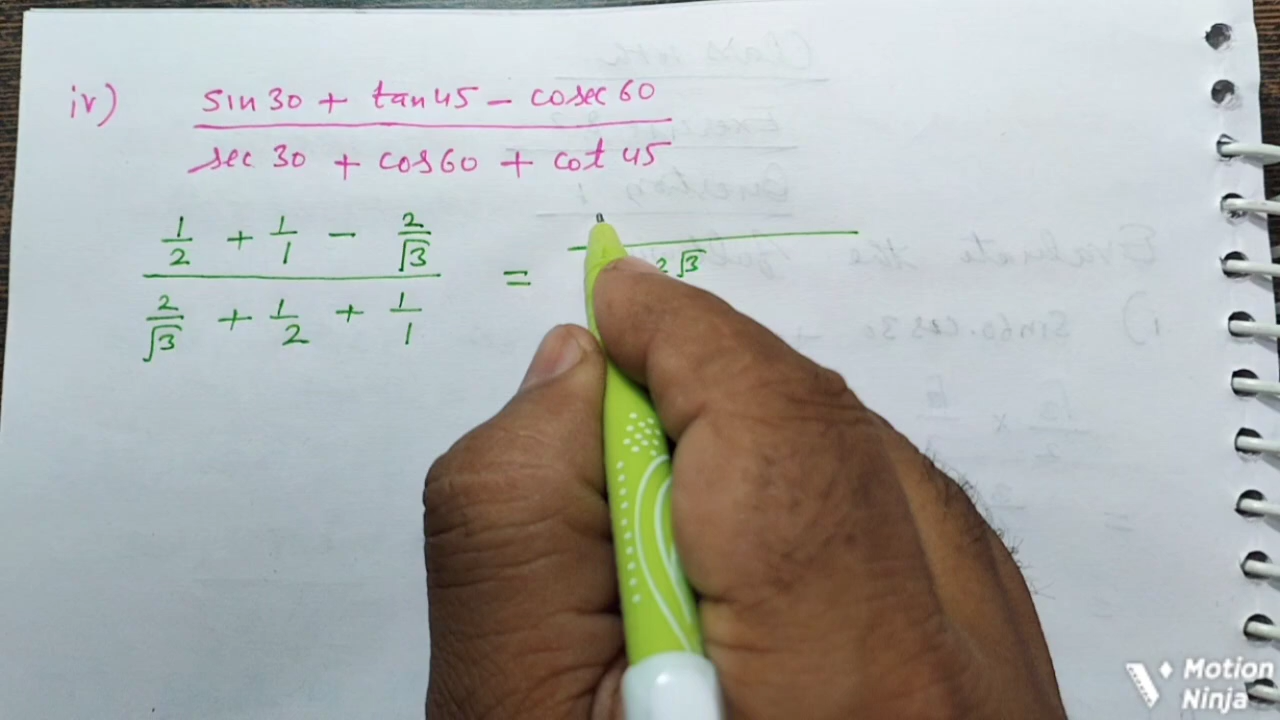 iv) sin 30 + tan 45 - cosec 60
sec 30 + cos 60 + cot 45
1/2 + 1/1 - 2/√3
2/√3 + 1/2 + 1/1
=
2√3
Motion
Ninja